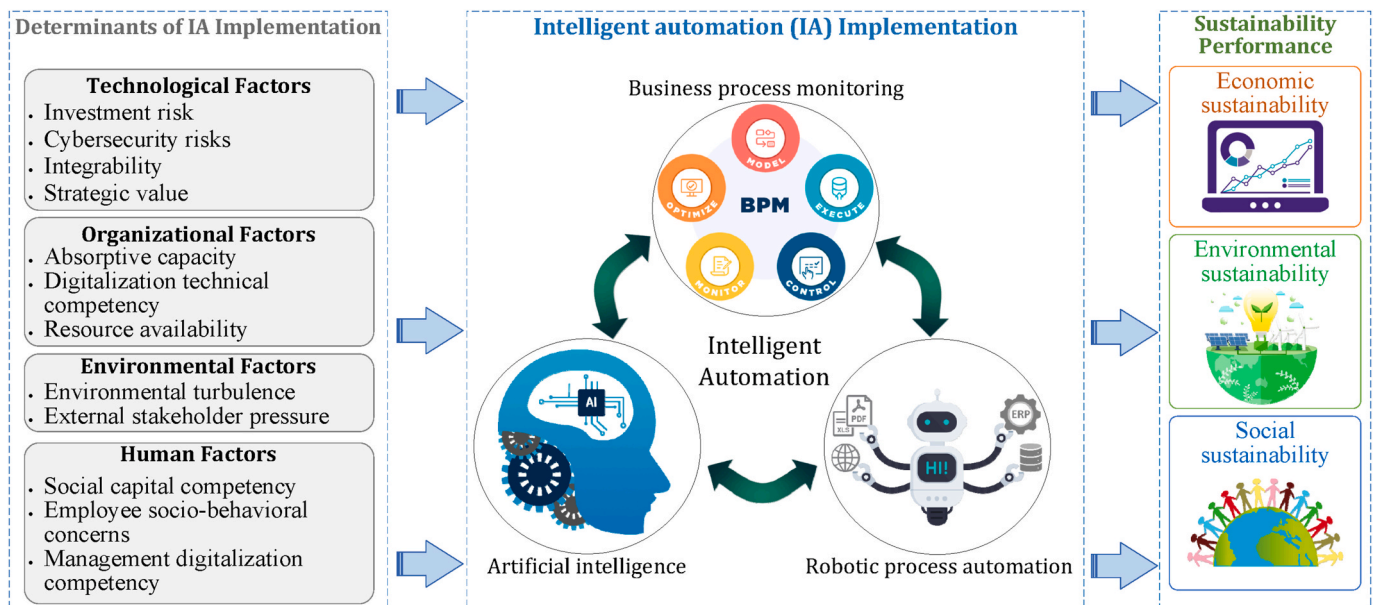 Determinants of IA Implementation
Technological Factors
• Investment risk
• Cybersecurity risks
• Integrability
• Strategic value
Organizational Factors
• Absorptive capacity
• Digitalization technical
competency
• Resource availability
Environmental Factors
• Environmental turbulence
• External stakeholder pressure
Human Factors
• Social capital competency
• Employee socio-behavioral
concerns
• Management digitalization
competency
Intelligent automation (IA) Implementation
Business process monitoring
MODEL
OPTIMIZE
BPM
EXECUTE
MONITOR
CONTROL
Intelligent
Automation
AI
Artificial intelligence
PDF
XLS
ERP
HI!
Robotic process automation
Sustainability
Performance
Economic
sustainability
Environmental
sustainability
Social
sustainability